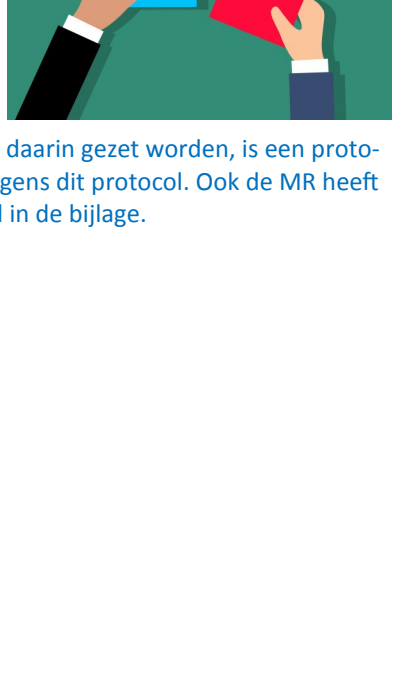 daarin gezet worden, is een proto-
gens dit protocol. Ook de MR heeft
in de bijlage.